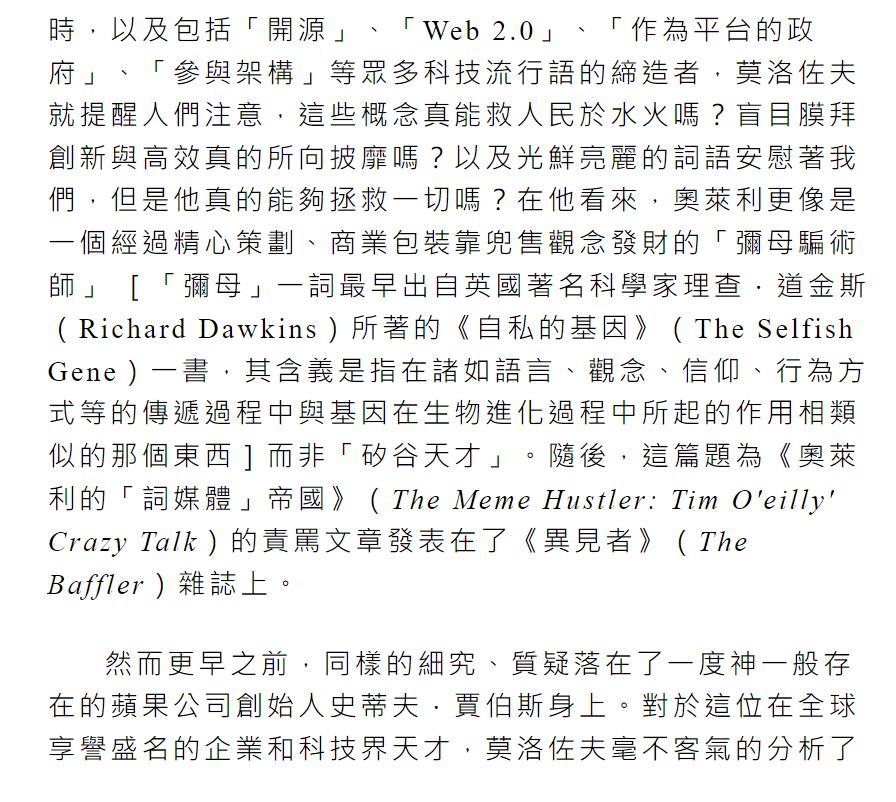 時，以及包括「開源」、「Web 2.0」、「作為平台的政
府」、「參與架構」等眾多科技流行語的締造者，莫洛佐夫
就提醒人們注意，這些概念真能救人民於水火嗎？盲目膜拜
創新與高效真的所向披靡嗎？以及光鮮亮麗的詞語安慰著我
們，但是他真的能夠拯救一切嗎？在他看來，奧萊利更像是
一個經過精心策劃、商業包裝靠兜售觀念發財的「彌母騙術
師」［「彌母」一詞最早出自英國著名科學家理查．道金斯
（Richard Dawkins）所著的《自私的基因》（The Selfish
Gene）一書，其含義是指在諸如語言、觀念、信仰、行為方
式等的傳遞過程中與基因在生物進化過程中所起的作用相類
似的那個東西］而非「矽谷天才」。隨後，這篇題為《奧萊
利的「詞媒體」帝國》（The Meme Hustler: Tim O'eilly'
Crazy Talk）的責罵文章發表在了《異見者》（The
Baffler）雜誌上。
然而更早之前，同樣的細究、質疑落在了一度神一般存
在的蘋果公司創始人史蒂夫．賈伯斯身上。對於這位在全球
享譽盛名的企業和科技界天才，莫洛佐夫毫不客氣的分析了